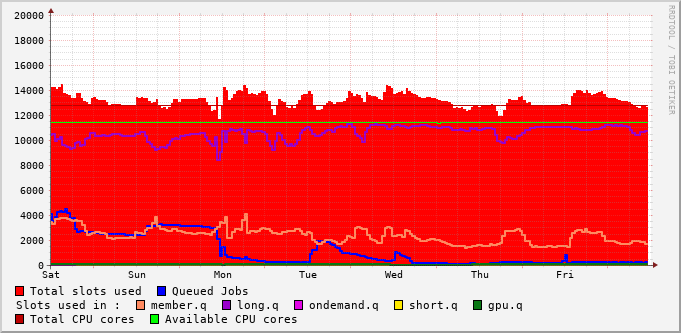 20000
18000
16000
14000
12000
10000
8000
6000
4000
2000
0
Sat Sun Mon Tue Wed Thu Fri
RRDTOOL / TOBI OETIKER
Total slots used Queued Jobs
Slots used in : member.q long.q ondemand.q short.q gpu.q
Total CPU cores Available CPU cores